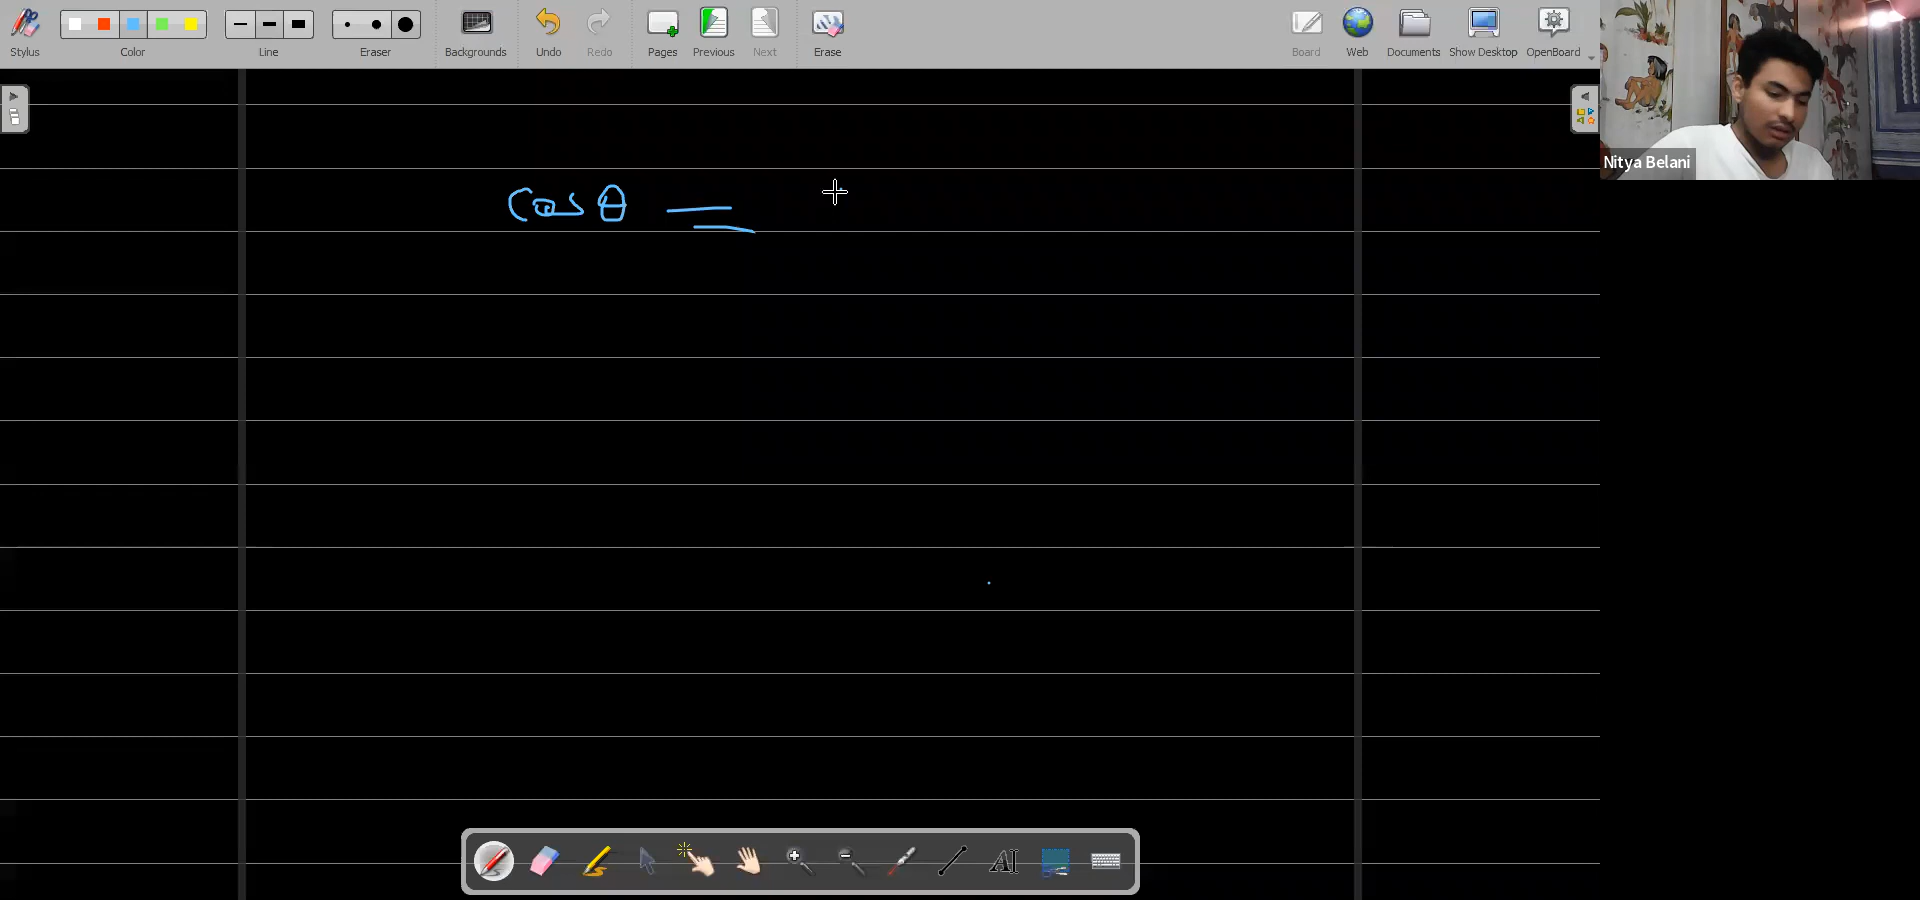 Stylus Color Line Eraser Backgrounds Undo Redo Pages Previous Next Erase Board Web Documents Show Desktop OpenBoard
Nitya Belani
Cos θ =
AI